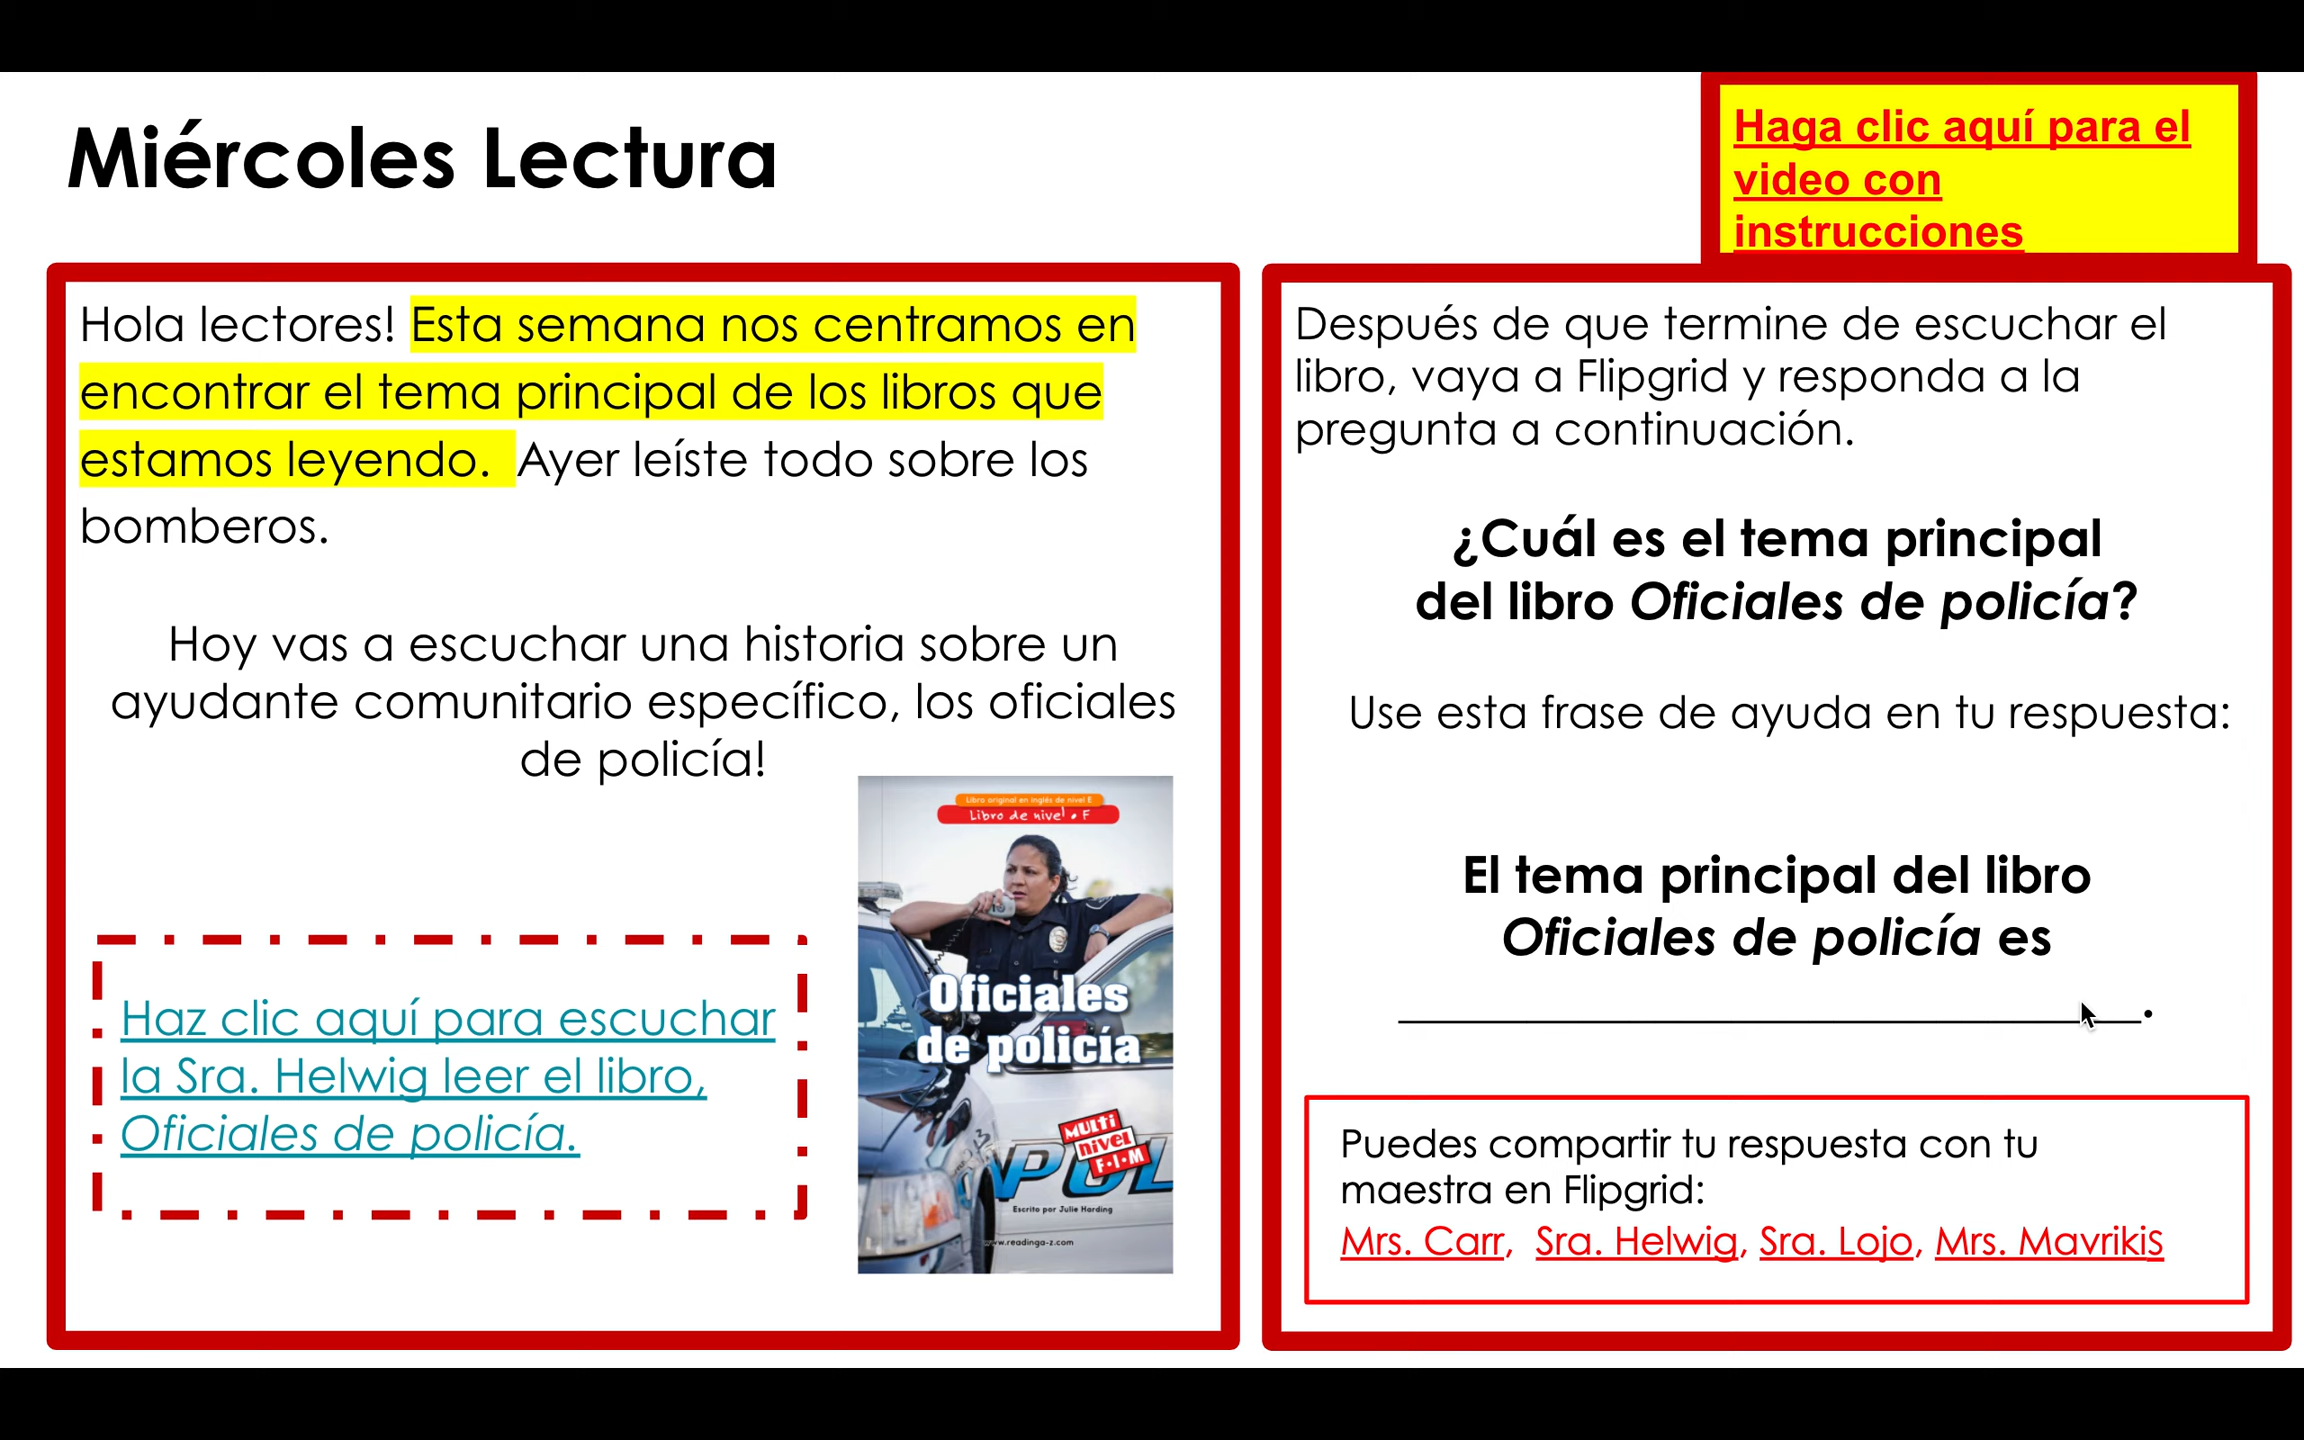 Miércoles Lectura
Haga clic aquí para el
video con
instrucciones
Hola lectores! Esta semana nos centramos en
encontrar el tema principal de los libros que
estamos leyendo. Ayer leíste todo sobre los
bomberos.
Hoy vas a escuchar una historia sobre un
ayudante comunitario específico, los oficiales
de policía!
Haz clic aquí para escuchar
la Sra. Helwig leer el libro,
Oficiales de policía.
Libro original en inglés de nivel E
Libro de nivel • F
Oficiales
de policía
MULTI
nivel
F•I•M
POL
Escrito por Julie Harding
www.readinga-z.com
Después de que termine de escuchar el
libro, vaya a Flipgrid y responda a la
pregunta a continuación.
¿Cuál es el tema principal
del libro Oficiales de policía?
Use esta frase de ayuda en tu respuesta:
El tema principal del libro
Oficiales de policía es
______________________________.
Puedes compartir tu respuesta con tu
maestra en Flipgrid:
Mrs. Carr, Sra. Helwig, Sra. Lojo, Mrs. Mavrikis